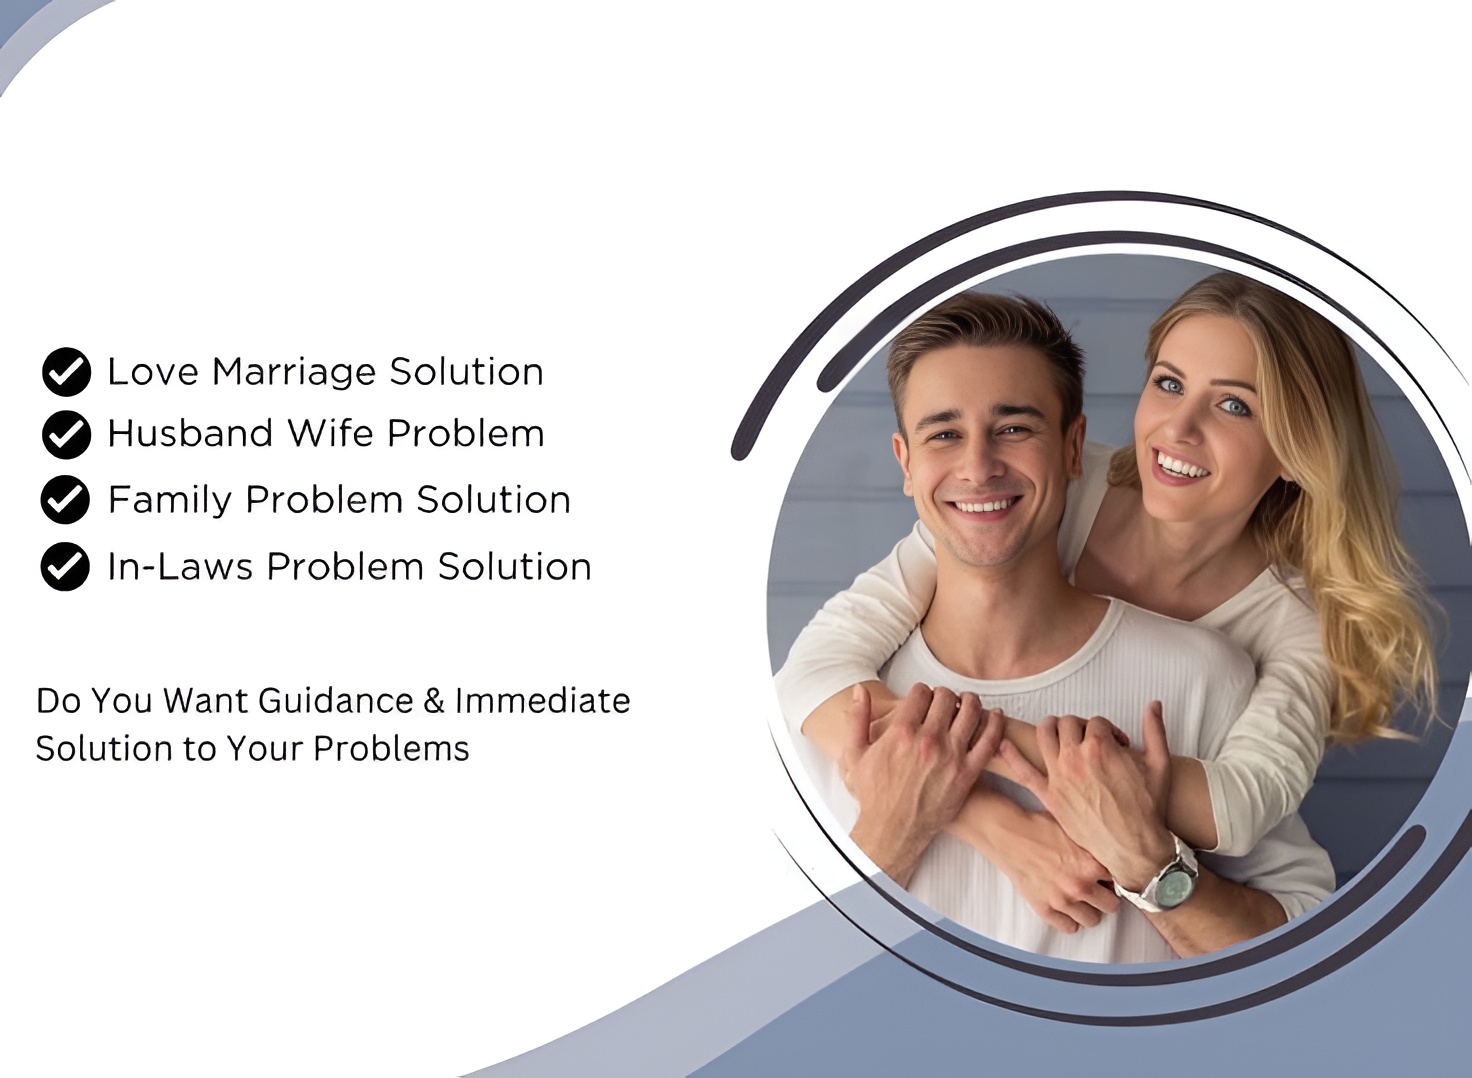 Love Marriage Solution
Husband Wife Problem
Family Problem Solution
In-Laws Problem Solution
Do You Want Guidance & Immediate
Solution to Your Problems